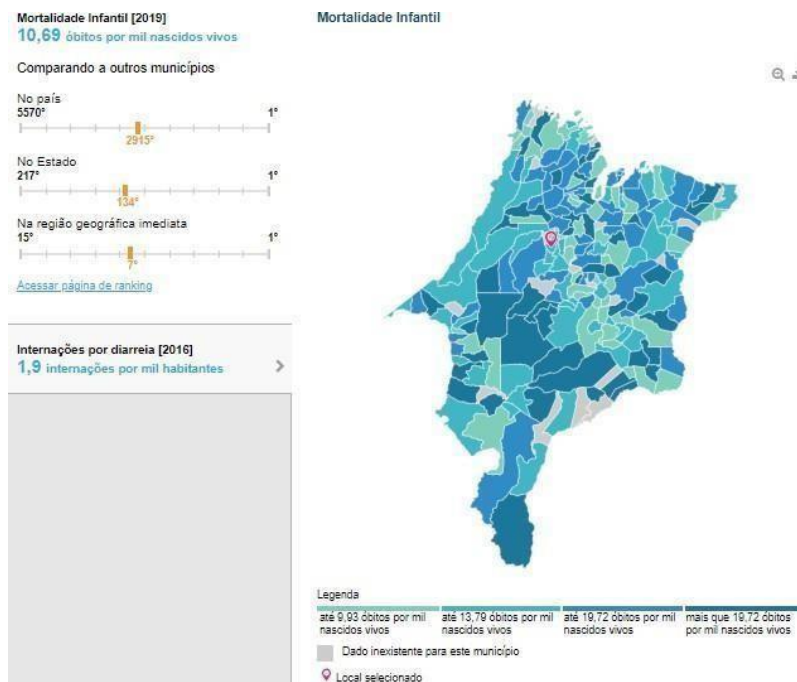 Mortalidade Infantil [2019]
10,69 óbitos por mil nascidos vivos
Comparando a outros municípios
No país
5570° 1°
2915°
No Estado
217° 1°
134°
Na região geográfica imediata
15° 1°
7°
Acessar página de ranking
Internações por diarreia [2016]
1,9 internações por mil habitantes
Mortalidade Infantil
Legenda
até 9,93 óbitos por mil nascidos vivos
até 13,79 óbitos por mil nascidos vivos
até 19,72 óbitos por mil nascidos vivos
mais que 19,72 óbitos por mil nascidos vivos
Dado inexistente para este município
Local selecionado